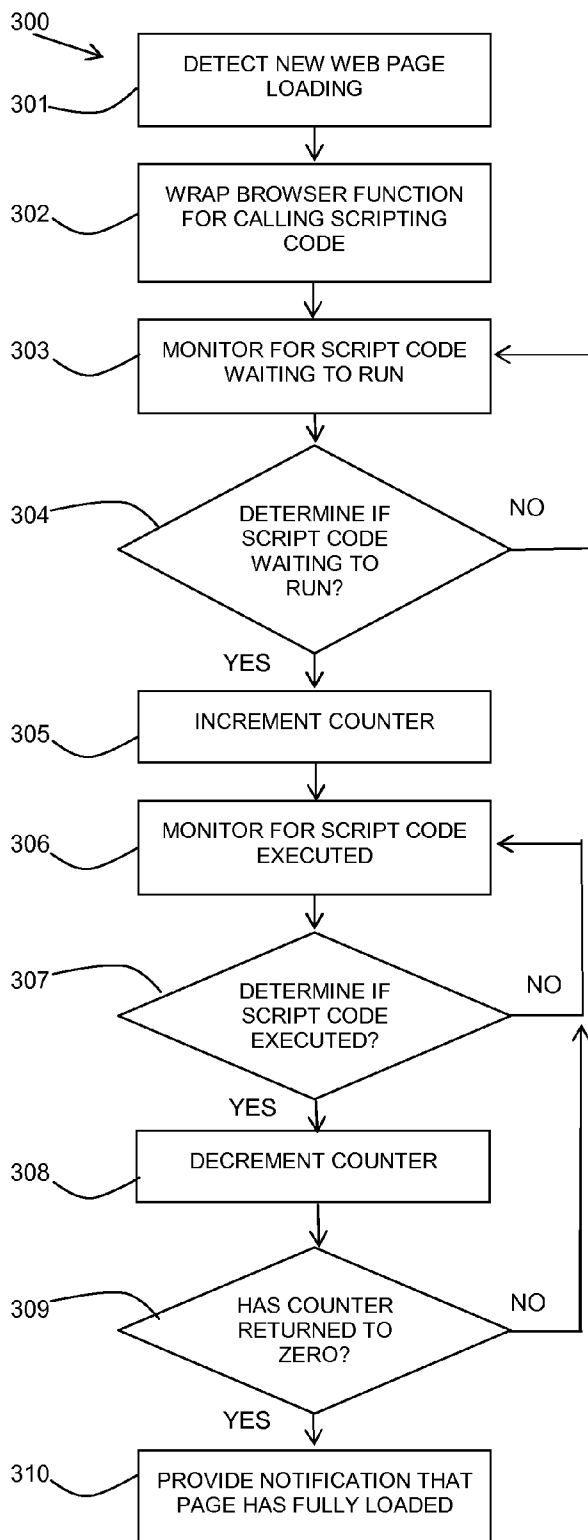 300
DETECT NEW WEB PAGE
LOADING
301
WRAP BROWSER FUNCTION
FOR CALLING SCRIPTING
CODE
302
MONITOR FOR SCRIPT CODE
WAITING TO RUN
303
DETERMINE IF
SCRIPT CODE
WAITING TO
RUN?
304
NO
YES
INCREMENT COUNTER
305
MONITOR FOR SCRIPT CODE
EXECUTED
306
DETERMINE IF
SCRIPT CODE
EXECUTED?
307
NO
YES
DECREMENT COUNTER
308
HAS COUNTER
RETURNED TO
ZERO?
309
NO
YES
PROVIDE NOTIFICATION THAT
PAGE HAS FULLY LOADED
310